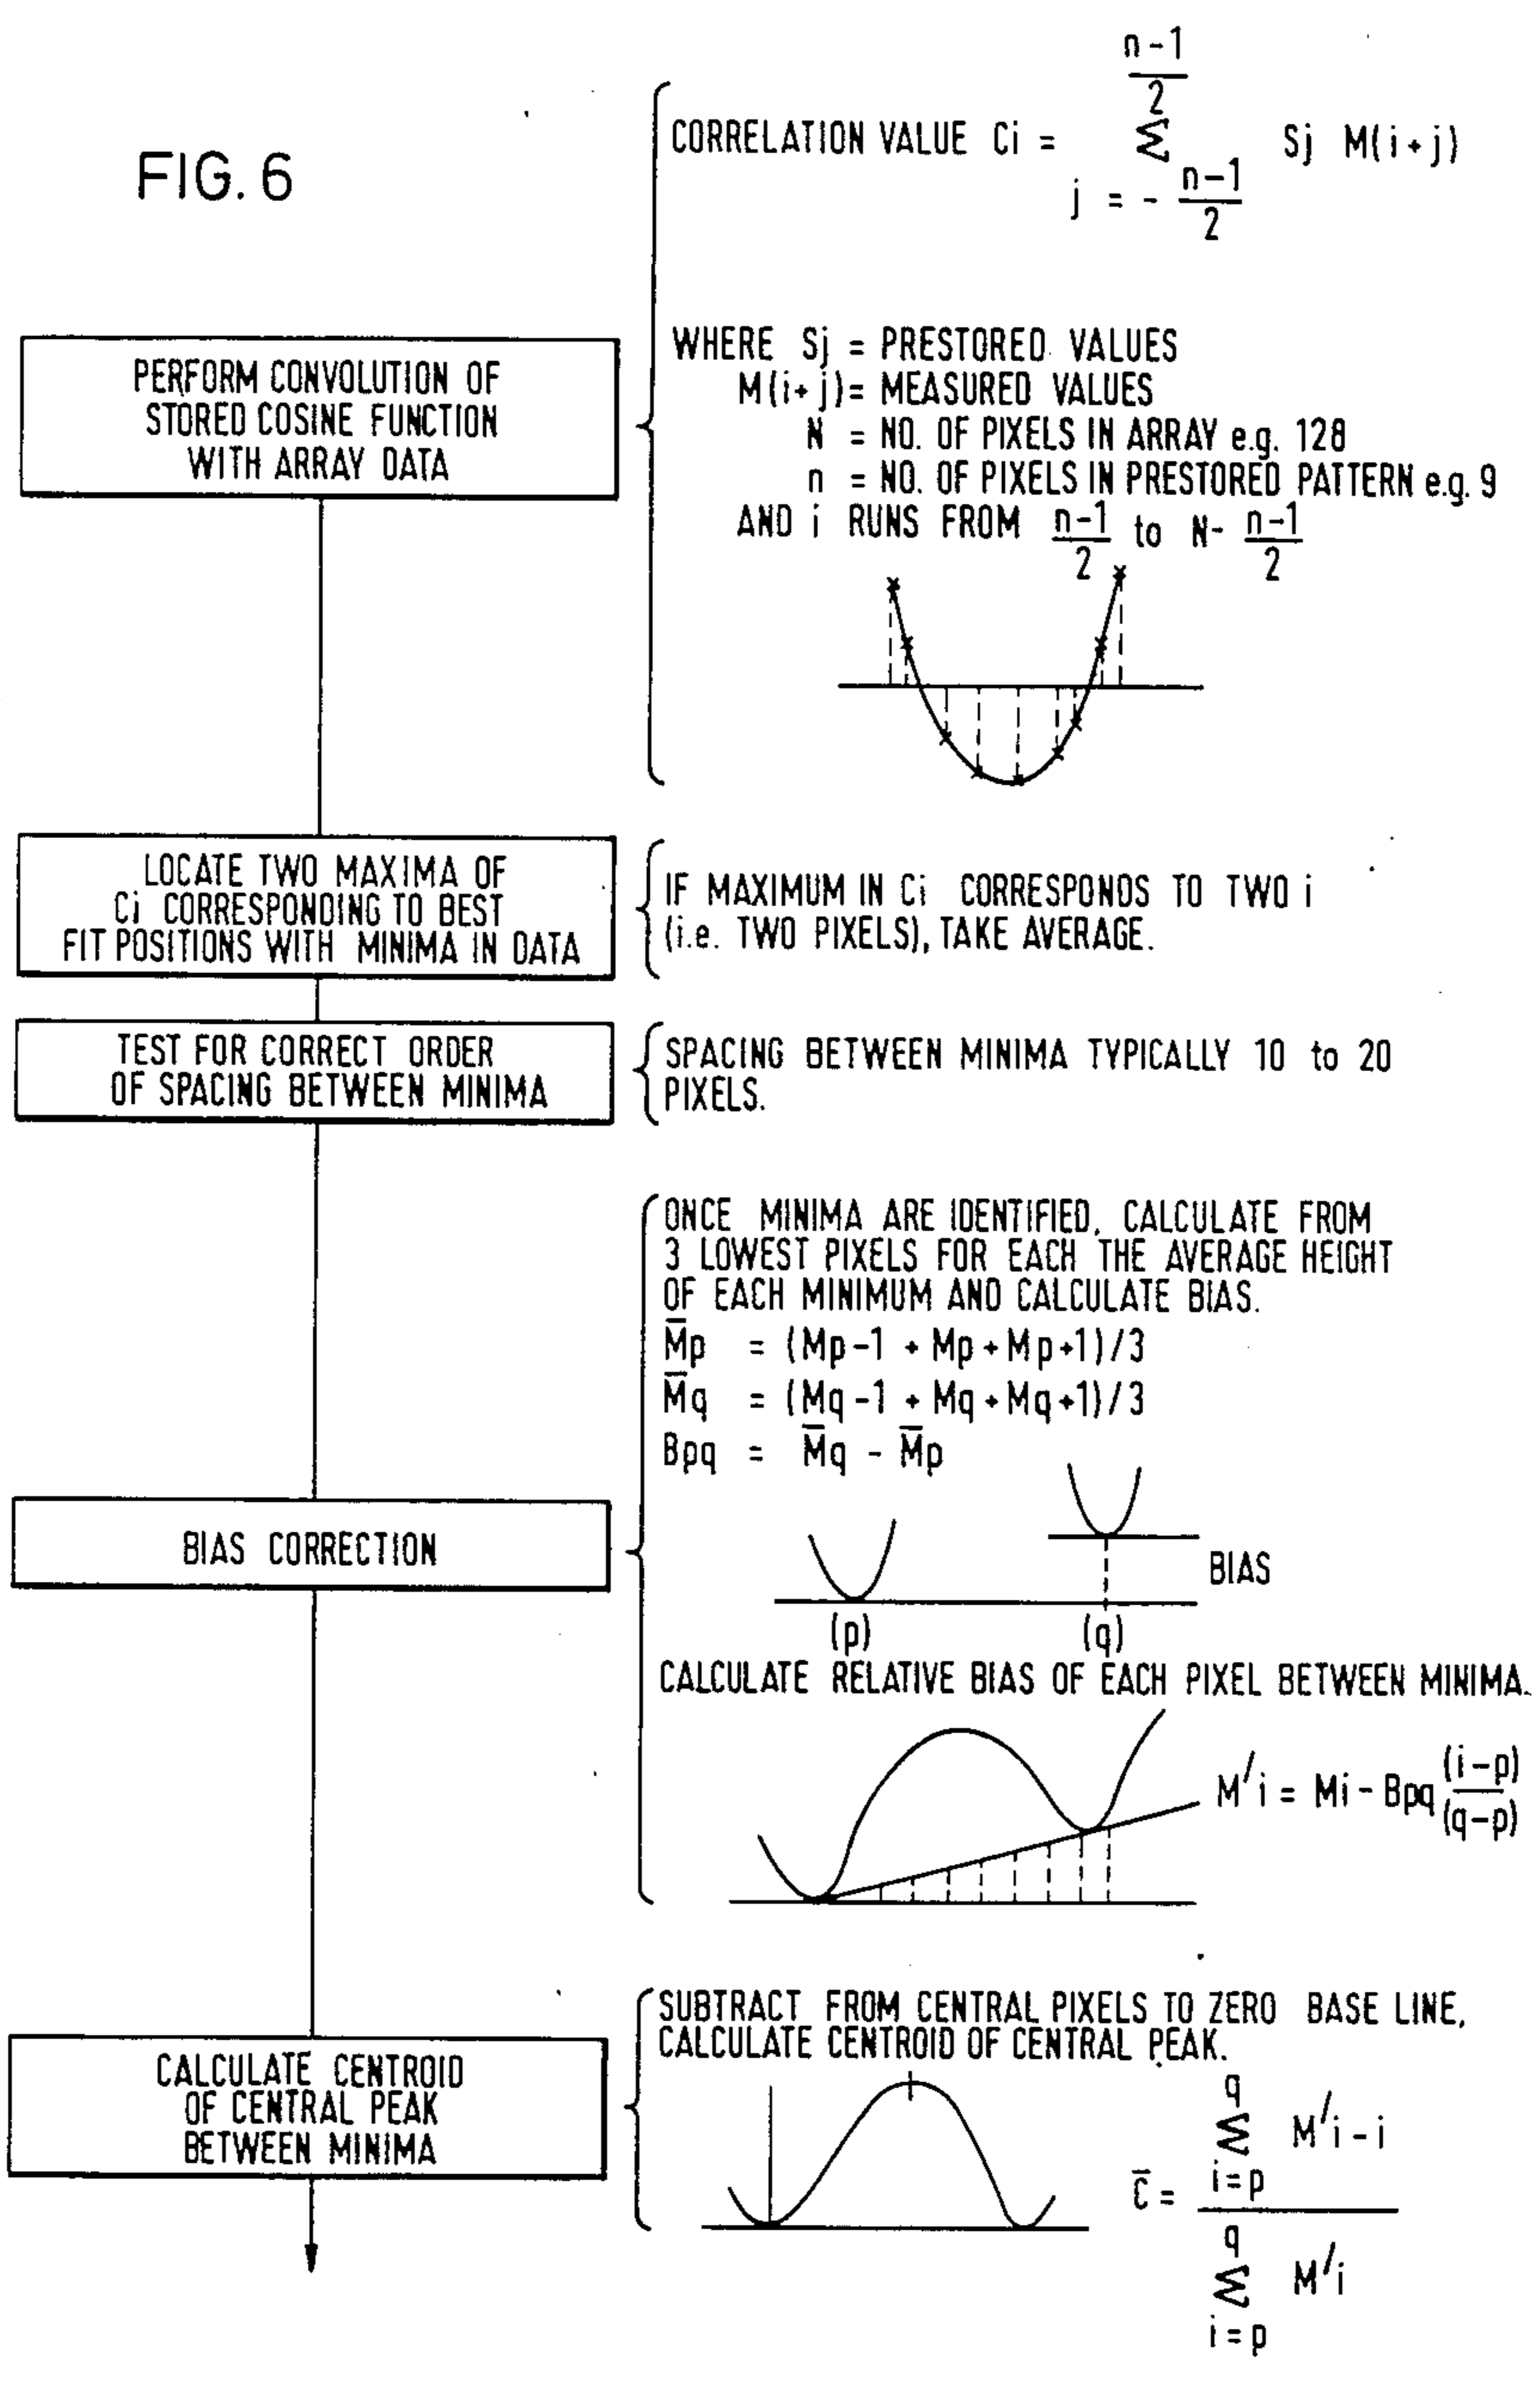 FIG. 6
CORRELATION VALUE Ci = 
n-1
2
Σ Sj M(i+j)
j = - n-1
2
PERFORM CONVOLUTION OF
STORED COSINE FUNCTION
WITH ARRAY DATA
WHERE Sj = PRESTORED VALUES
M(i+j) = MEASURED VALUES
N = NO. OF PIXELS IN ARRAY e.g. 128
n = NO. OF PIXELS IN PRESTORED PATTERN e.g. 9
AND i RUNS FROM n-1 to N- n-1
2 2
LOCATE TWO MAXIMA OF
Ci CORRESPONDING TO BEST
FIT POSITIONS WITH MINIMA IN DATA
IF MAXIMUM IN Ci CORRESPONDS TO TWO i
(i.e. TWO PIXELS), TAKE AVERAGE.
TEST FOR CORRECT ORDER
OF SPACING BETWEEN MINIMA
SPACING BETWEEN MINIMA TYPICALLY 10 to 20
PIXELS.
BIAS CORRECTION
ONCE MINIMA ARE IDENTIFIED, CALCULATE FROM
3 LOWEST PIXELS FOR EACH THE AVERAGE HEIGHT
OF EACH MINIMUM AND CALCULATE BIAS.
M̅p = (Mp-1 + Mp + Mp+1)/3
M̅q = (Mq-1 + Mq + Mq+1)/3
Bpq = M̅q - M̅p
BIAS
(p) (q)
CALCULATE RELATIVE BIAS OF EACH PIXEL BETWEEN MINIMA.
M′i = Mi - Bpq (i-p)
(q-p)
CALCULATE CENTROID
OF CENTRAL PEAK
BETWEEN MINIMA
SUBTRACT FROM CENTRAL PIXELS TO ZERO BASE LINE,
CALCULATE CENTROID OF CENTRAL PEAK.
q
Σ M′i - i
i=p
C̅ =
q
Σ M′i
i=p